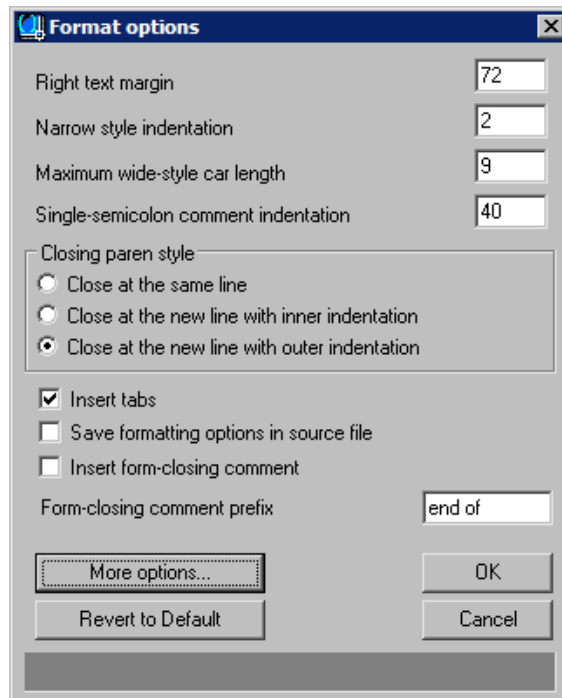 Format options
Right text margin 72
Narrow style indentation 2
Maximum wide-style car length 9
Single-semicolon comment indentation 40
Closing paren style
Close at the same line
Close at the new line with inner indentation
Close at the new line with outer indentation
Insert tabs
Save formatting options in source file
Insert form-closing comment
Form-closing comment prefix end of
More options... OK
Revert to Default Cancel